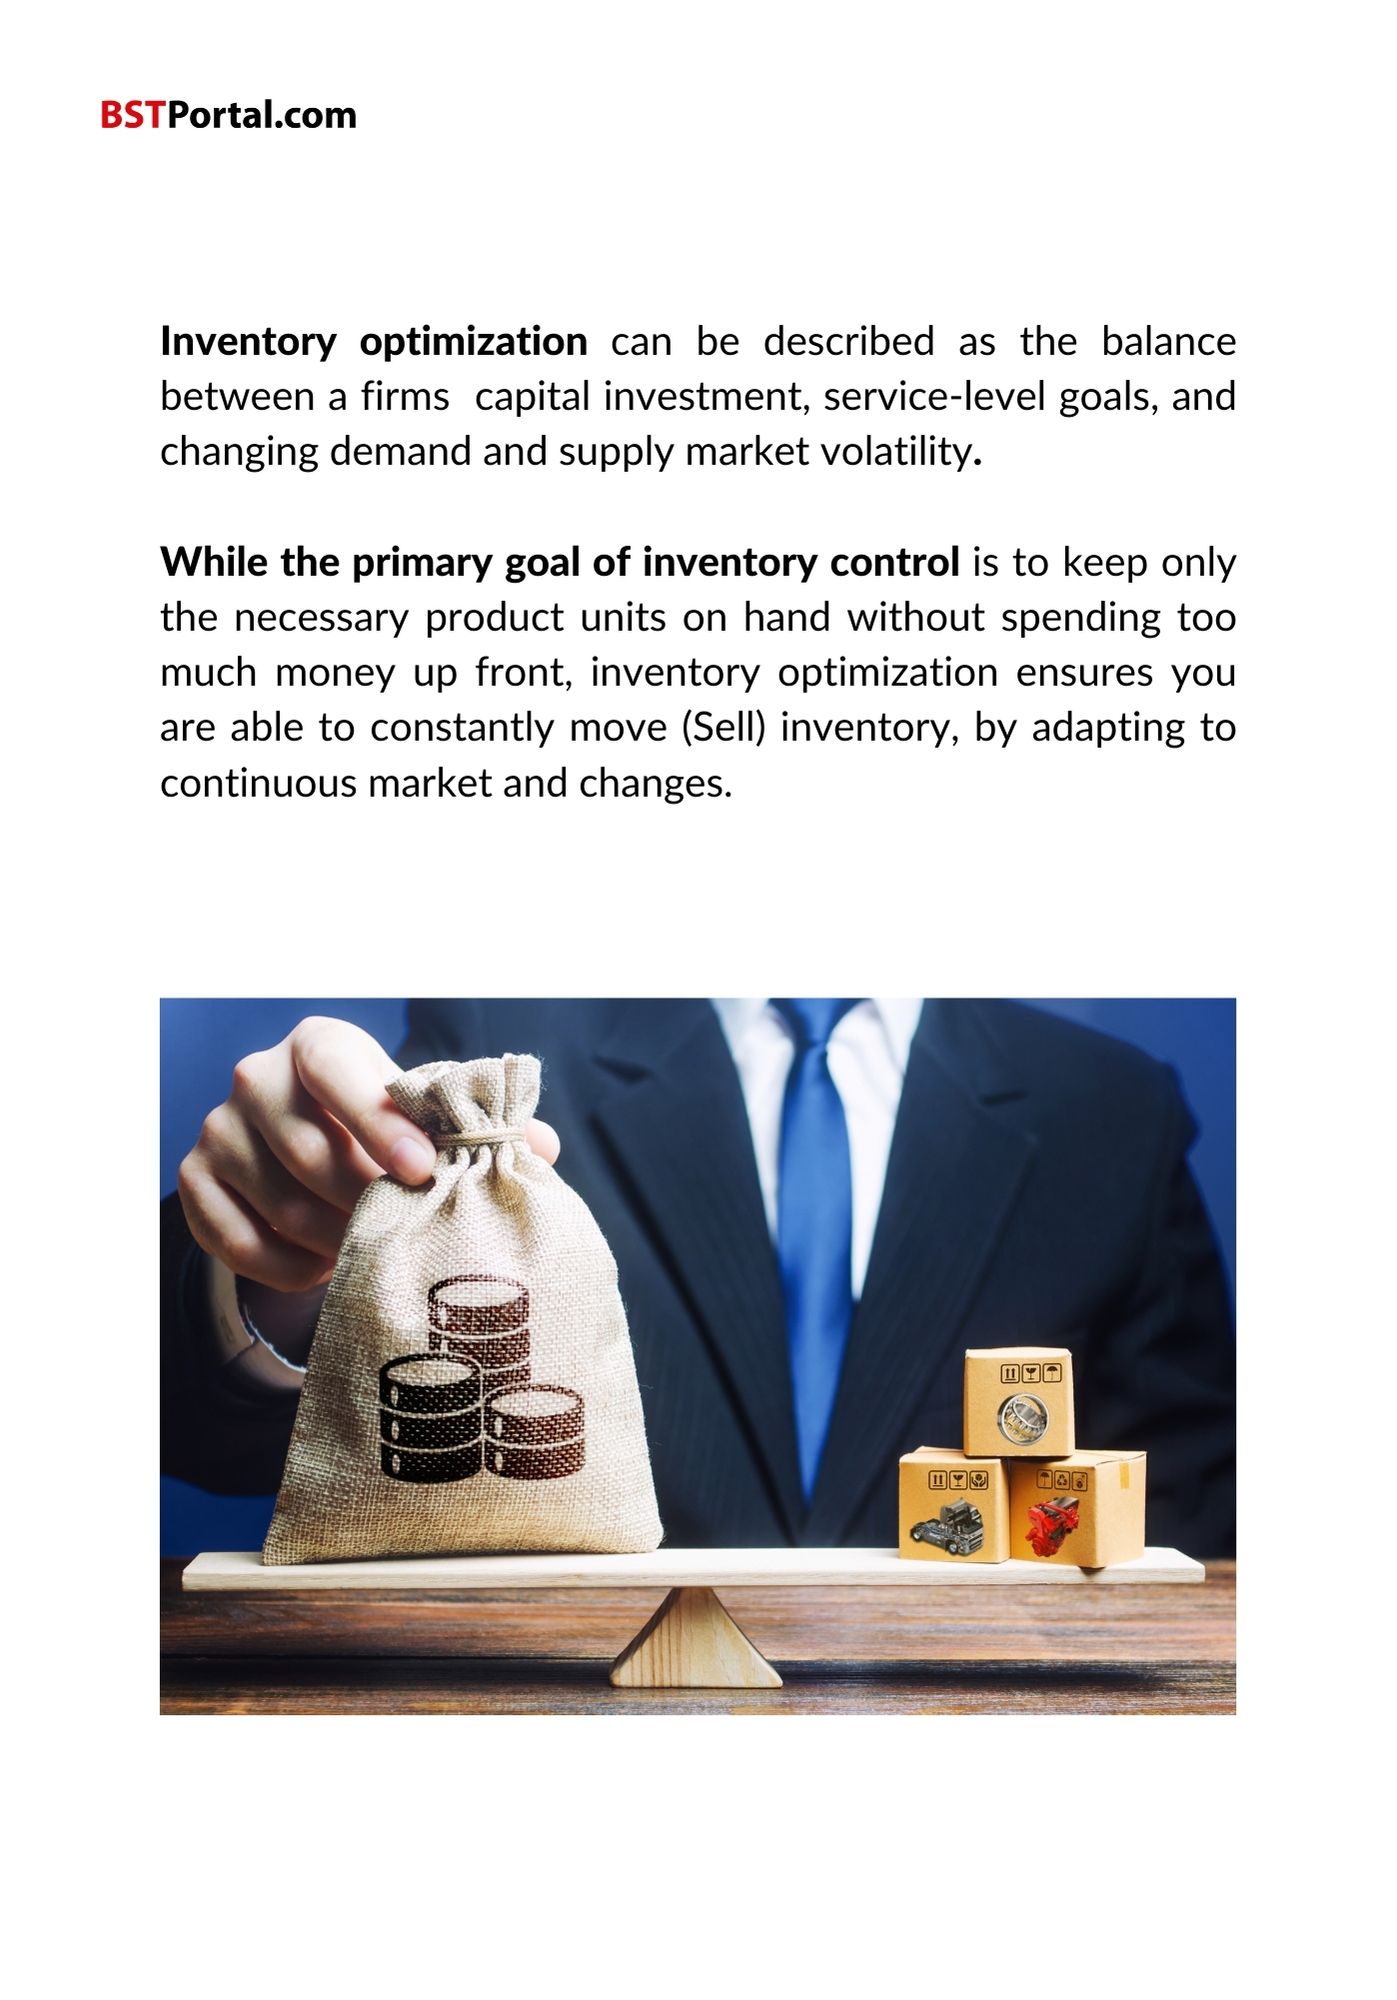 BSTPortal.com
Inventory optimization can be described as the balance
between a firms  capital investment, service-level goals, and
changing demand and supply market volatility.
While the primary goal of inventory control is to keep only
the necessary product units on hand without spending too
much money up front, inventory optimization ensures you
are able to constantly move (Sell) inventory, by adapting to
continuous market and changes.